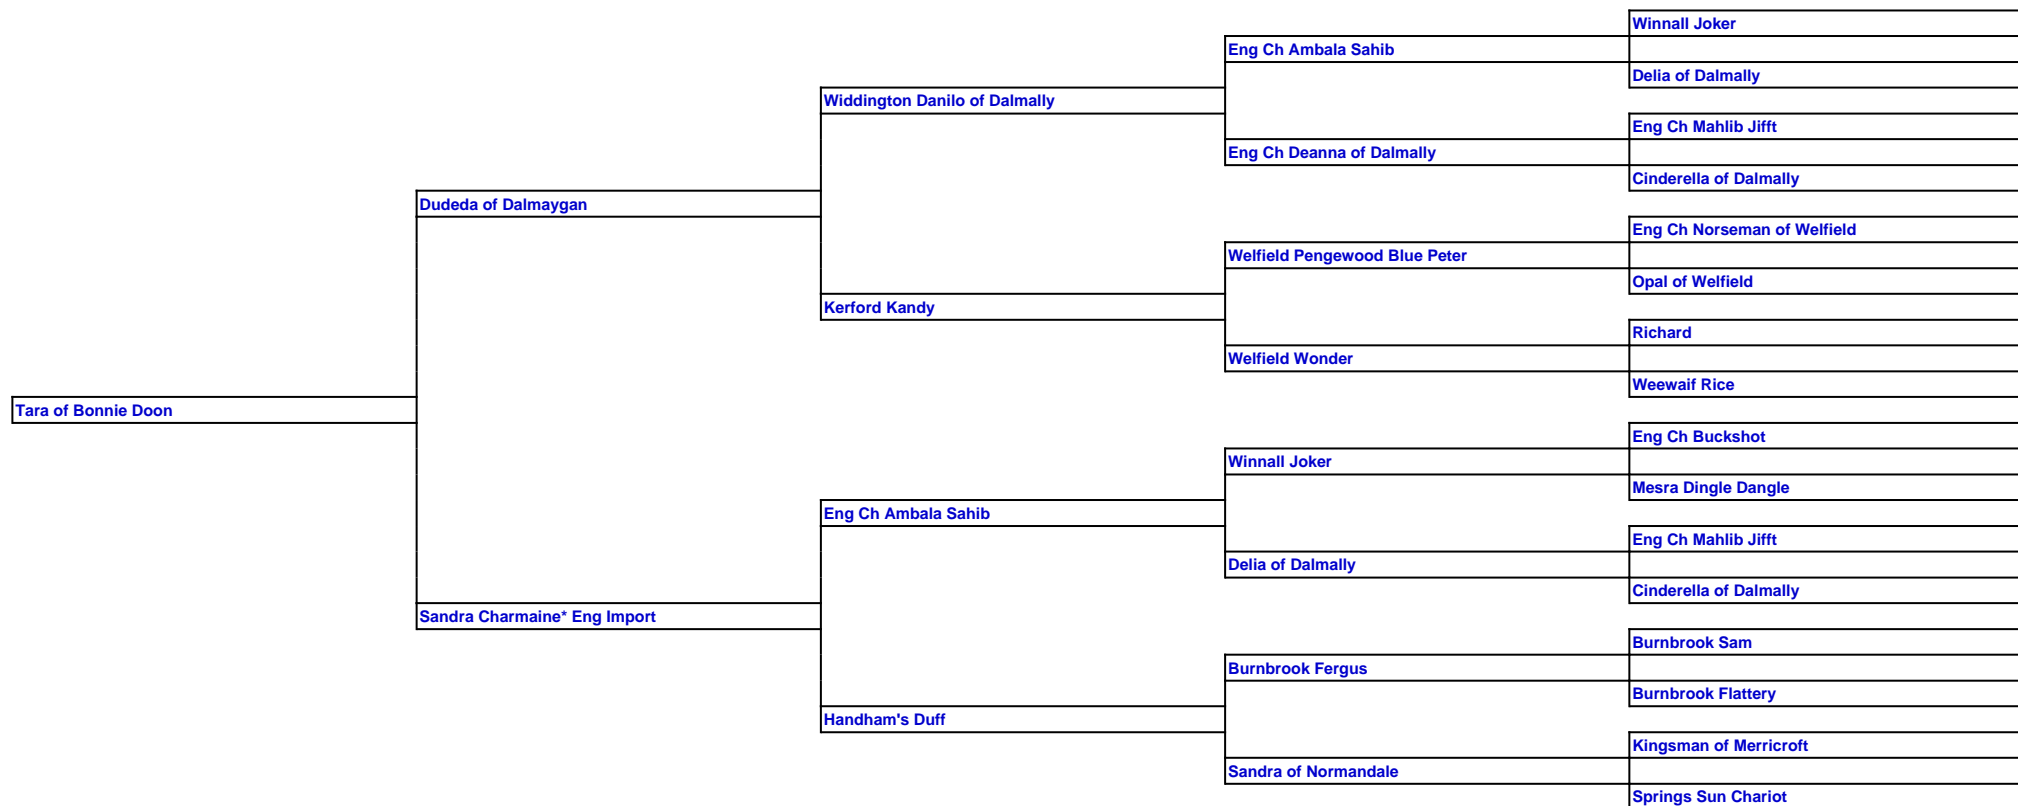 Winnall Joker
Eng Ch Ambala Sahib
Delia of Dalmally
Widdington Danilo of Dalmally
Eng Ch Mahlib Jifft
Eng Ch Deanna of Dalmally
Cinderella of Dalmally
Dudeda of Dalmaygan
Eng Ch Norseman of Welfield
Welfield Pengewood Blue Peter
Opal of Welfield
Kerford Kandy
Richard
Welfield Wonder
Weewaif Rice
Tara of Bonnie Doon
Eng Ch Buckshot
Winnall Joker
Mesra Dingle Dangle
Eng Ch Ambala Sahib
Eng Ch Mahlib Jifft
Delia of Dalmally
Cinderella of Dalmally
Sandra Charmaine* Eng Import
Burnbrook Sam
Burnbrook Fergus
Burnbrook Flattery
Handham's Duff
Kingsman of Merricroft
Sandra of Normandale
Springs Sun Chariot